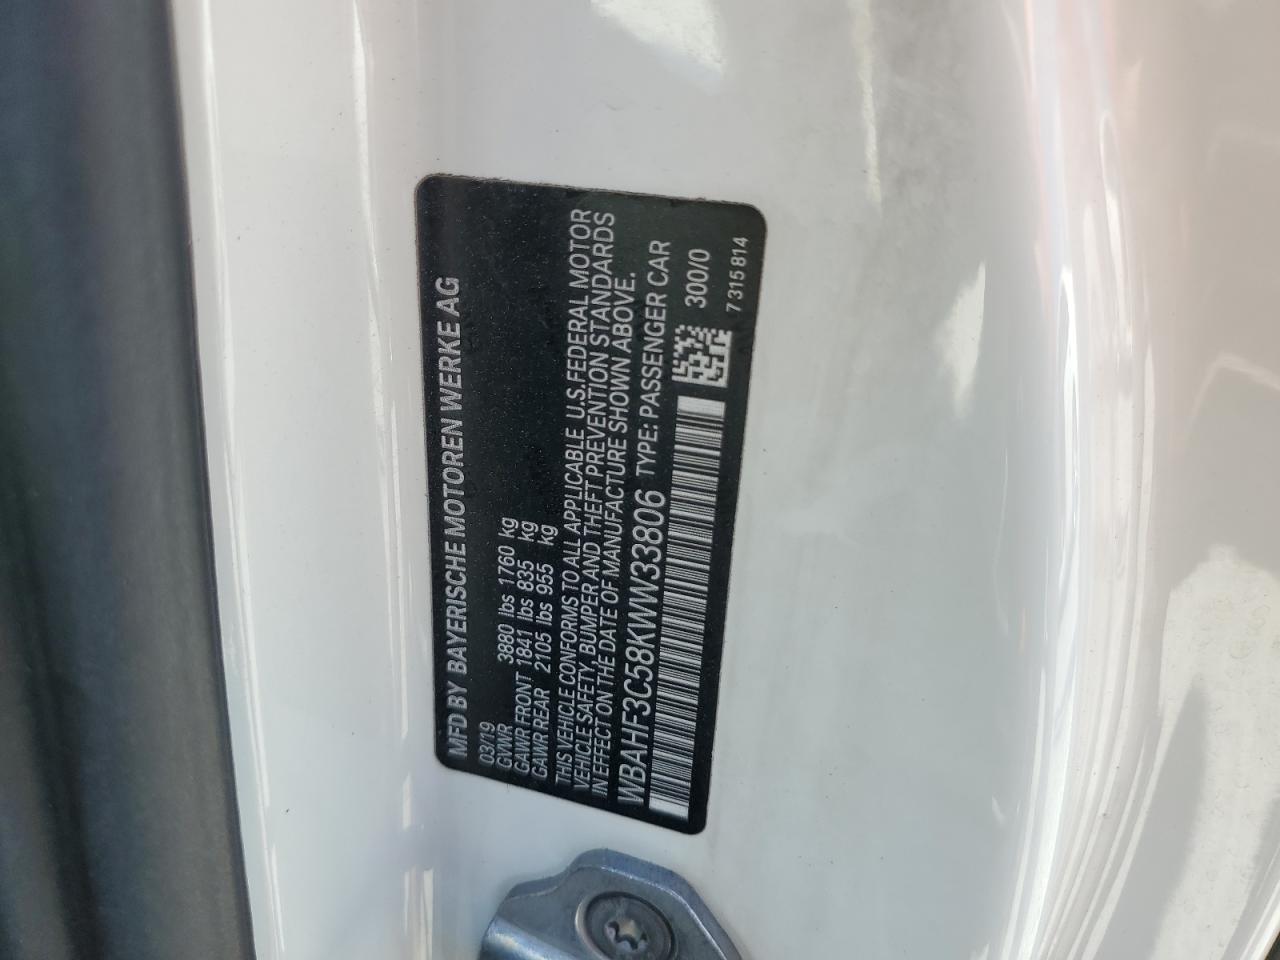 MFD BY BAYERISCHE MOTOREN WERKE AG
03/19
GVWR 3880 lbs 1760 kg
GAWR FRONT 1841 lbs 835 kg
GAWR REAR 2105 lbs 955 kg
THIS VEHICLE CONFORMS TO ALL APPLICABLE U.S.FEDERAL MOTOR
VEHICLE SAFETY, BUMPER AND THEFT PREVENTION STANDARDS
IN EFFECT ON THE DATE OF MANUFACTURE SHOWN ABOVE.
WBAHF3C58KWW33806 TYPE: PASSENGER CAR
300/0
7 315 814